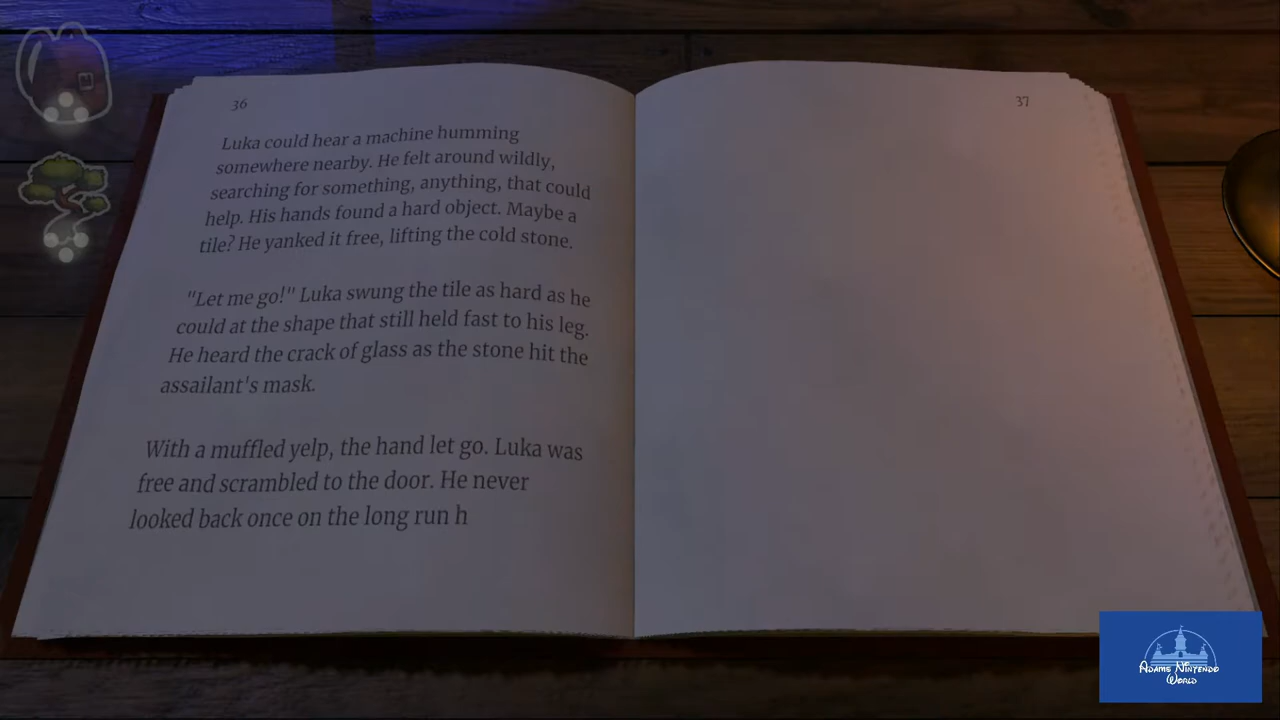 36
Luka could hear a machine humming
somewhere nearby. He felt around wildly,
searching for something, anything, that could
help. His hands found a hard object. Maybe a
tile? He yanked it free, lifting the cold stone.
"Let me go!" Luka swung the tile as hard as he
could at the shape that still held fast to his leg.
He heard the crack of glass as the stone hit the
assailant's mask.
With a muffled yelp, the hand let go. Luka was
free and scrambled to the door. He never
looked back once on the long run h
37
Adams Nintendo
World